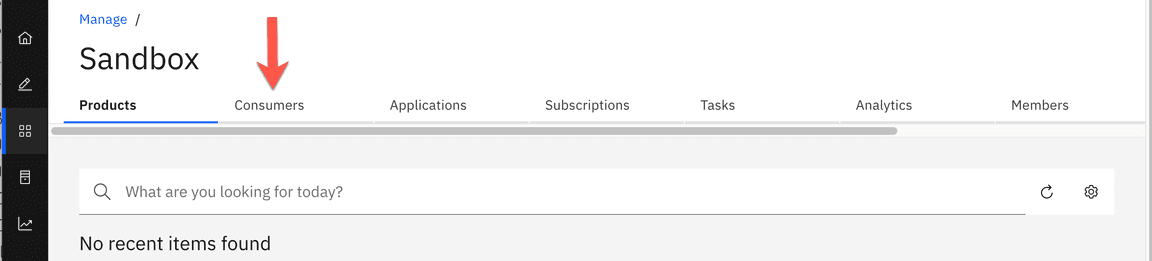 Manage /
Sandbox
Products Consumers Applications Subscriptions Tasks Analytics Members
What are you looking for today?
No recent items found